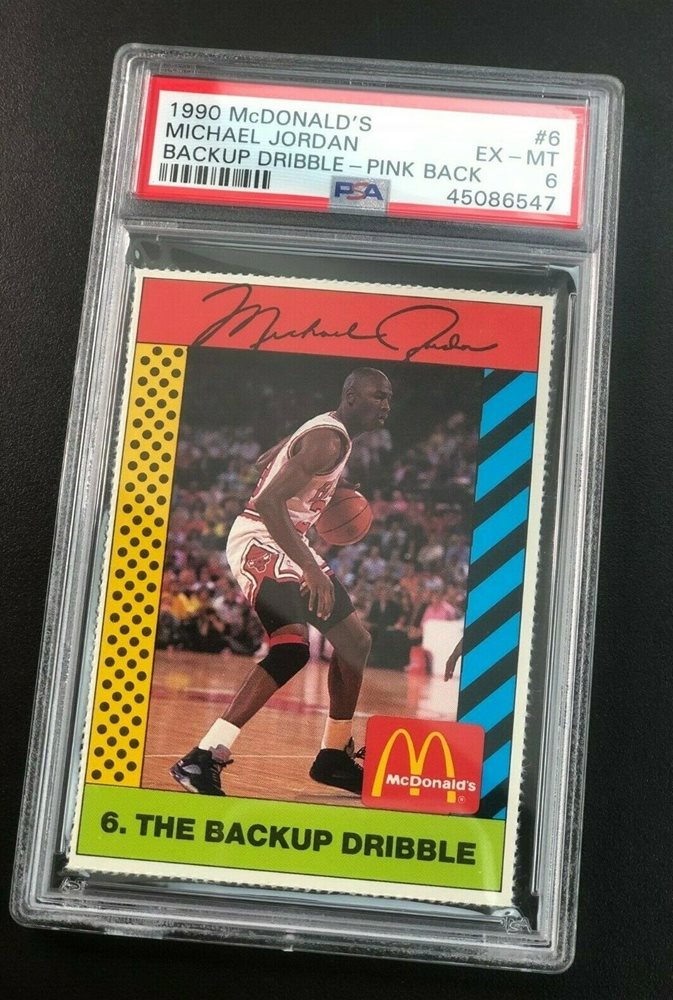 1990 McDONALD'S #6
MICHAEL JORDAN EX – MT
BACKUP DRIBBLE – PINK BACK 6
PSA 45086547
Michael Jordan
McDonald's
®
6. THE BACKUP DRIBBLE